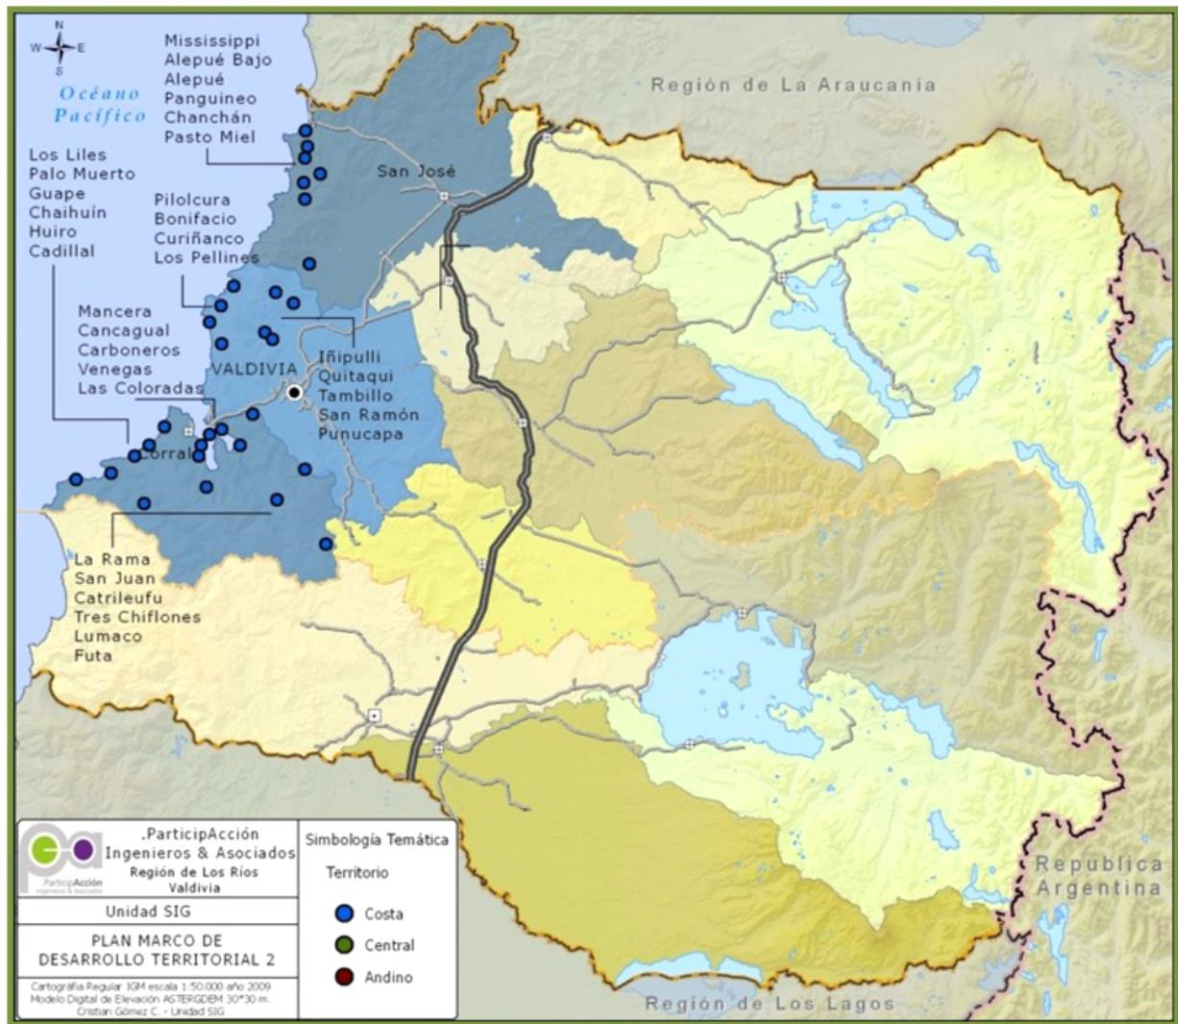 N
W E
S
Océano
Pacífico
Mississippi
Alepué Bajo
Alepué
Panguineo
Chanchán
Pasto Miel
Región de La Araucania
Los Liles
Palo Muerto
Guape
Chaihuín
Huiro
Cadillal
San José
Pilolcura
Bonifacio
Curiñanco
Los Pellines
Mancera
Cancagual
Carboneros
Venegas
Las Coloradas
VALDIVIA
Iñipulli
Quitaqui
Tambillo
San Ramón
Punucapa
Corral
La Rama
San Juan
Catrileufu
Tres Chiflones
Lumaco
Futa
República
Argentina
Región de Los Lagos
.ParticipAcción
Ingenieros & Asociados
Región de Los Ríos
Valdivia
ParticipAcción
Ingenieros & Asociados
Unidad SIG
PLAN MARCO DE
DESARROLLO TERRITORIAL 2
Cartografía Regular IGM escala 1:50.000 año 2009
Modelo Digital de Elevación ASTERGDEM 30*30 m.
Cristian Gómez C. - Unidad SIG
Simbología Temática
Territorio
Costa
Central
Andino